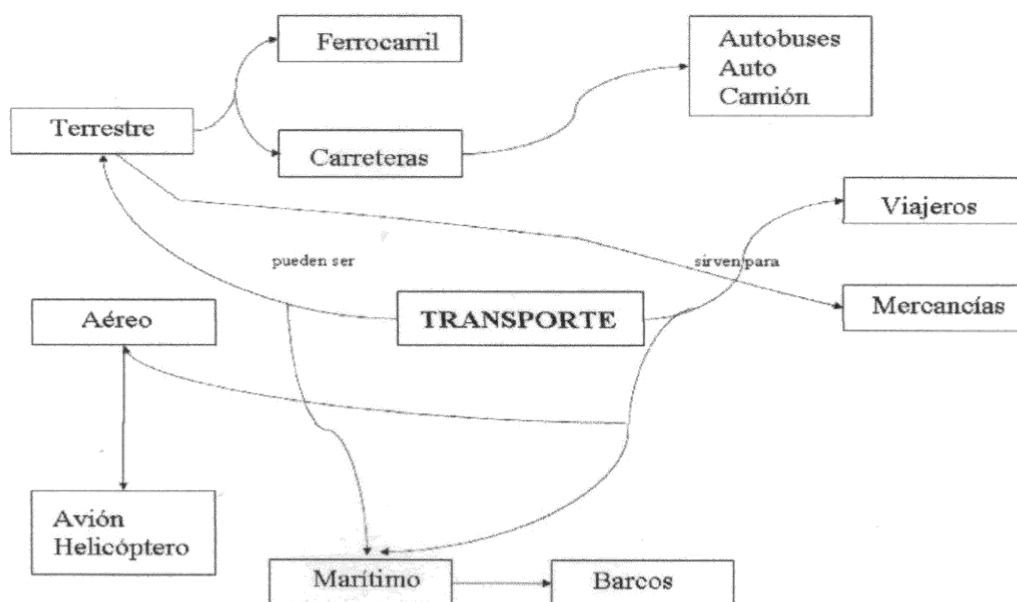 Ferrocarril
Autobuses
Auto
Camión
Terrestre
Carreteras
Viajeros
pueden ser
sirven para
Aéreo
TRANSPORTE
Mercancías
Avión
Helicóptero
Marítimo
Barcos